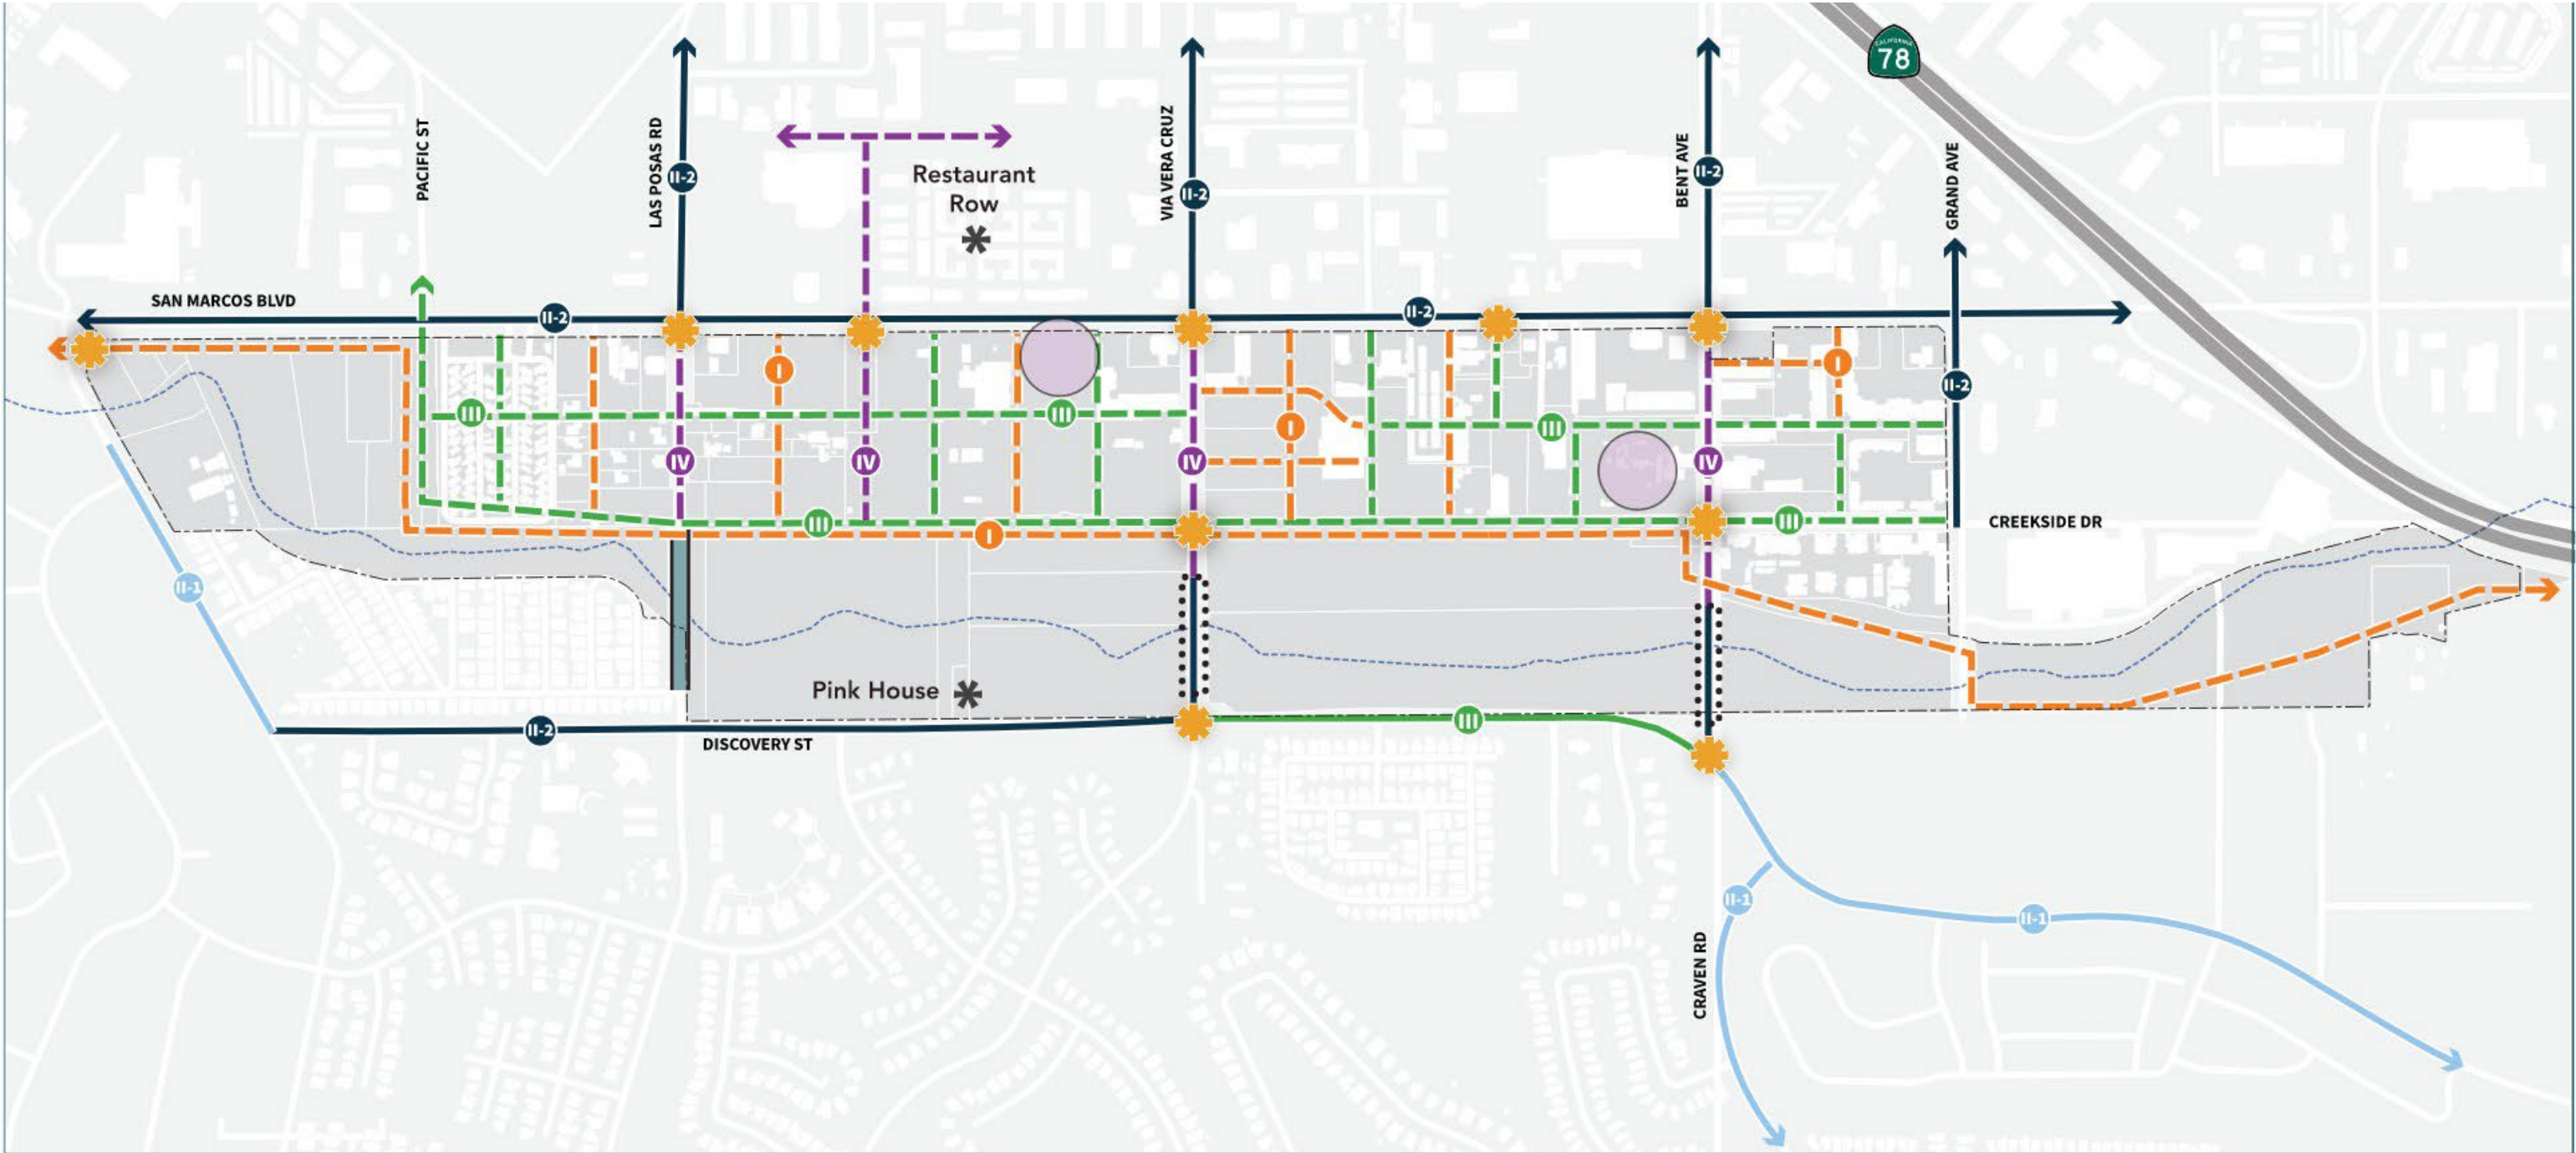 CALIFORNIA
78
PACIFIC ST
LAS POSAS RD
II-2
Restaurant
Row
VIA VERA CRUZ
II-2
BENT AVE
II-2
GRAND AVE
SAN MARCOS BLVD
II-2
II-2
I
I
II-2
III
III
I
III
IV
IV
IV
IV
III
I
III
CREEKSIDE DR
II-1
Pink House
II-2
DISCOVERY ST
III
II-1
II-1
CRAVEN RD